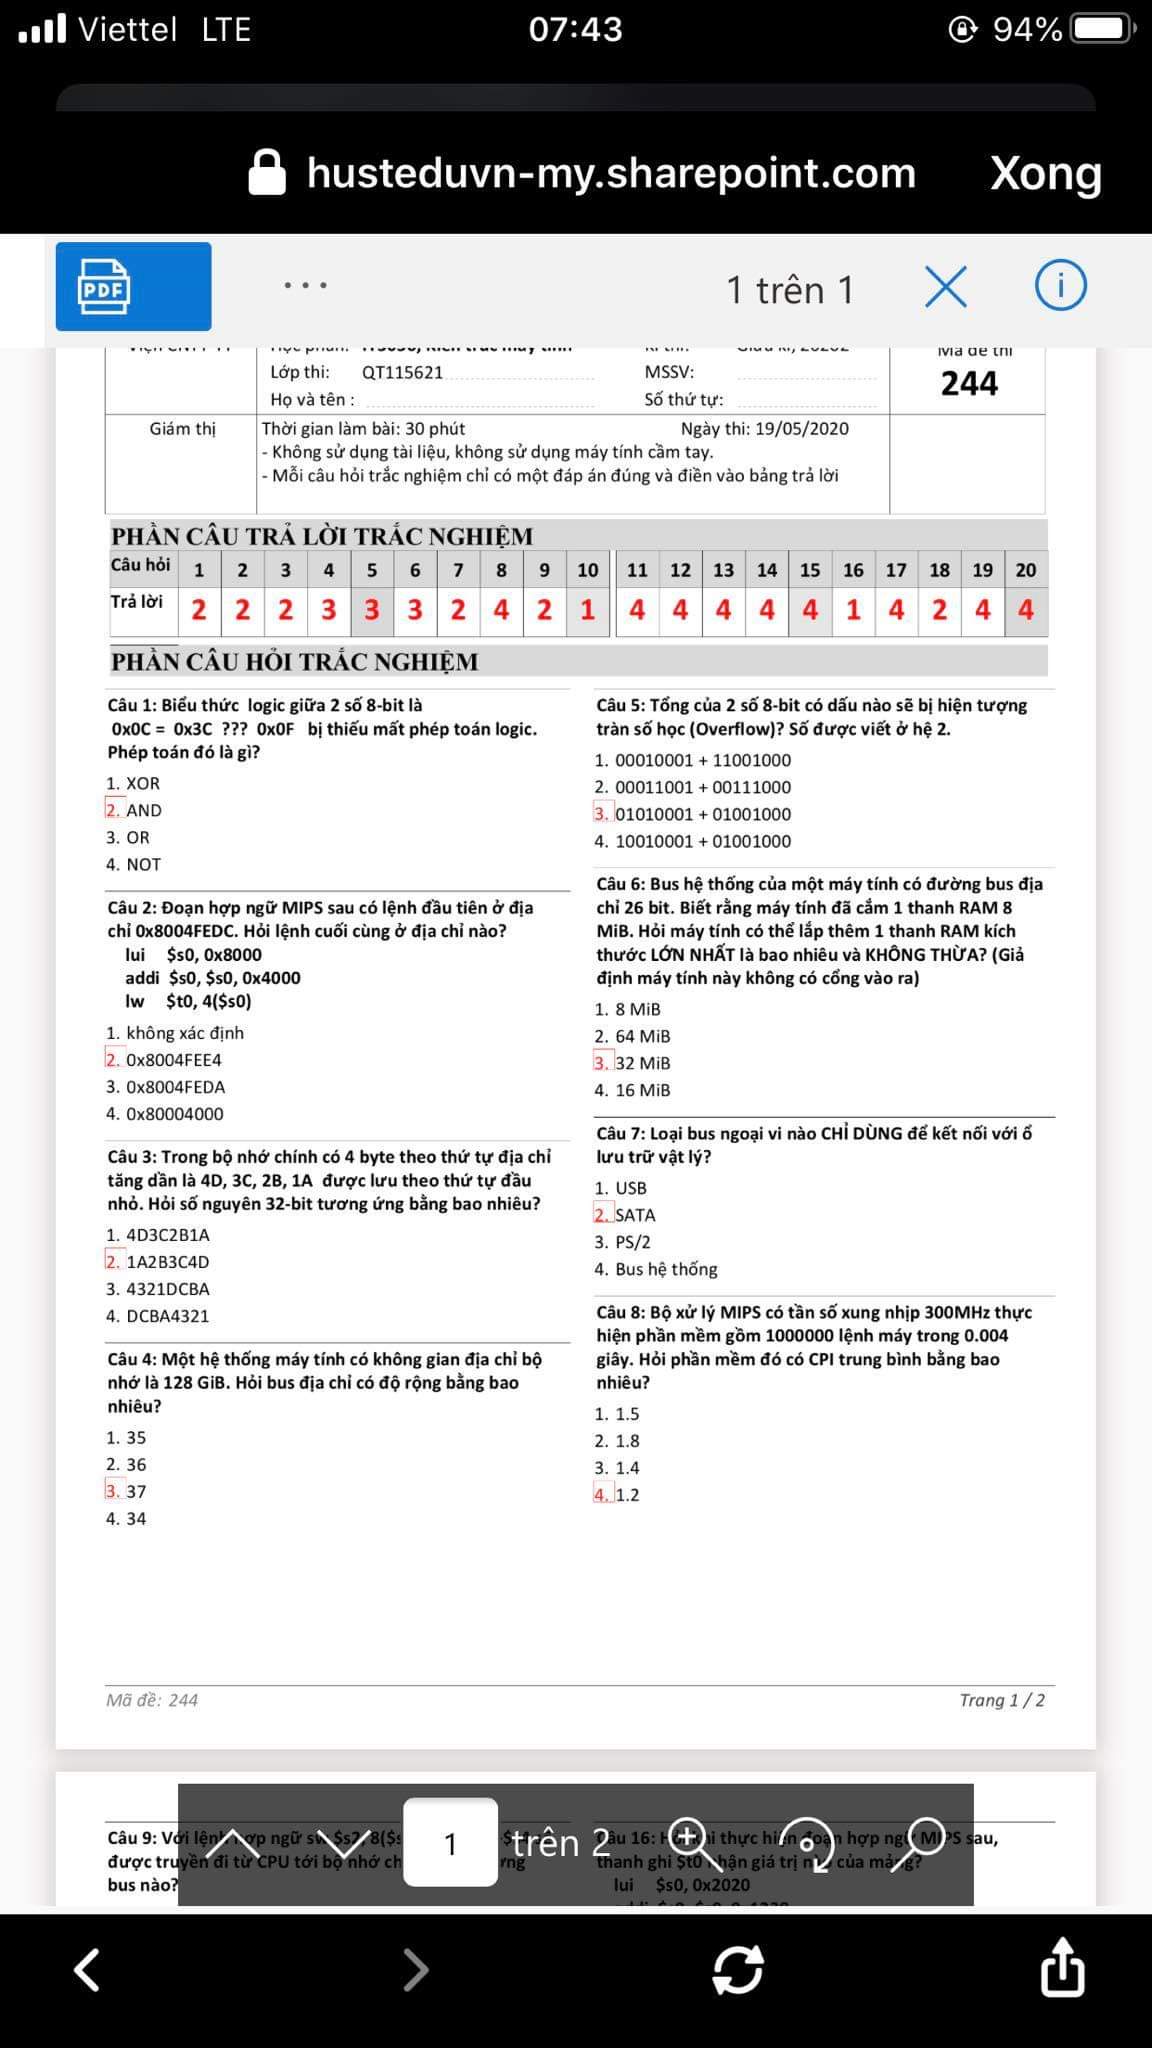 Viettel LTE 07:43 94%
husteduvn-my.sharepoint.com Xong
PDF ... 1 trên 1
Mã đề thi
Lớp thi: QT115621 MSSV:
244
Họ và tên : Số thứ tự:
Giám thị
Thời gian làm bài: 30 phút Ngày thi: 19/05/2020
- Không sử dụng tài liệu, không sử dụng máy tính cầm tay.
- Mỗi câu hỏi trắc nghiệm chỉ có một đáp án đúng và điền vào bảng trả lời
PHẦN CÂU TRẢ LỜI TRẮC NGHIỆM
Câu hỏi 1 2 3 4 5 6 7 8 9 10 11 12 13 14 15 16 17 18 19 20
Trả lời 2 2 2 3 3 3 2 4 2 1 4 4 4 4 4 1 4 2 4 4
PHẦN CÂU HỎI TRẮC NGHIỆM
Câu 1: Biểu thức logic giữa 2 số 8-bit là
0x0C = 0x3C ??? 0x0F bị thiếu mất phép toán logic.
Phép toán đó là gì?
1. XOR
2. AND
3. OR
4. NOT
Câu 2: Đoạn hợp ngữ MIPS sau có lệnh đầu tiên ở địa
chỉ 0x8004FEDC. Hỏi lệnh cuối cùng ở địa chỉ nào?
lui $s0, 0x8000
addi $s0, $s0, 0x4000
lw $t0, 4($s0)
1. không xác định
2. 0x8004FEE4
3. 0x8004FEDA
4. 0x80004000
Câu 3: Trong bộ nhớ chính có 4 byte theo thứ tự địa chỉ
tăng dần là 4D, 3C, 2B, 1A được lưu theo thứ tự đầu
nhỏ. Hỏi số nguyên 32-bit tương ứng bằng bao nhiêu?
1. 4D3C2B1A
2. 1A2B3C4D
3. 4321DCBA
4. DCBA4321
Câu 4: Một hệ thống máy tính có không gian địa chỉ bộ
nhớ là 128 GiB. Hỏi bus địa chỉ có độ rộng bằng bao
nhiêu?
1. 35
2. 36
3. 37
4. 34
Câu 5: Tổng của 2 số 8-bit có dấu nào sẽ bị hiện tượng
tràn số học (Overflow)? Số được viết ở hệ 2.
1. 00010001 + 11001000
2. 00011001 + 00111000
3. 01010001 + 01001000
4. 10010001 + 01001000
Câu 6: Bus hệ thống của một máy tính có đường bus địa
chỉ 26 bit. Biết rằng máy tính đã cắm 1 thanh RAM 8
MiB. Hỏi máy tính có thể lắp thêm 1 thanh RAM kích
thước LỚN NHẤT là bao nhiêu và KHÔNG THỪA? (Giả
định máy tính này không có cổng vào ra)
1. 8 MiB
2. 64 MiB
3. 32 MiB
4. 16 MiB
Câu 7: Loại bus ngoại vi nào CHỈ DÙNG để kết nối với ổ
lưu trữ vật lý?
1. USB
2. SATA
3. PS/2
4. Bus hệ thống
Câu 8: Bộ xử lý MIPS có tần số xung nhịp 300MHz thực
hiện phần mềm gồm 1000000 lệnh máy trong 0.004
giây. Hỏi phần mềm đó có CPI trung bình bằng bao
nhiêu?
1. 1.5
2. 1.8
3. 1.4
4. 1.2
Mã đề: 244 Trang 1 / 2
Câu 9: Với lệnh
được truyền đi từ CPU tới bộ nhớ
bus nào?
1 trên 2
Câu 16: thực hiện đoạn hợp ngữ MIPS sau,
thanh ghi $t0 nhận giá trị của mảng?
lui $s0, 0x2020